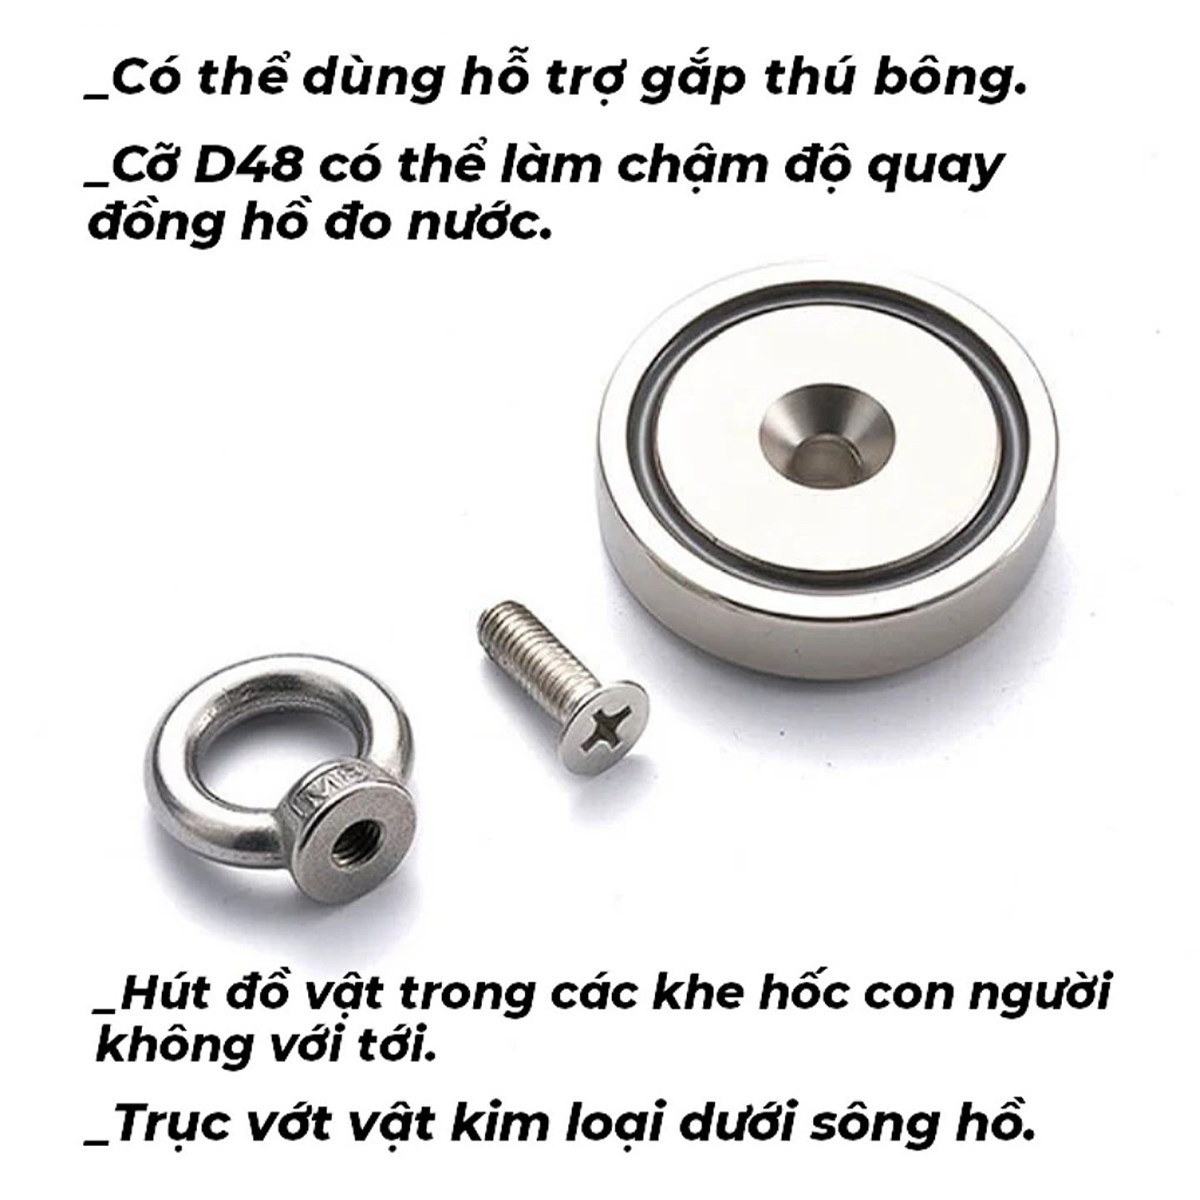 _Có thể dùng hỗ trợ gắp thú bông.
_Cỡ D48 có thể làm chậm độ quay
đồng hồ đo nước.
M8
_Hút đồ vật trong các khe hốc con người
không với tới.
_Trục vớt vật kim loại dưới sông hồ.